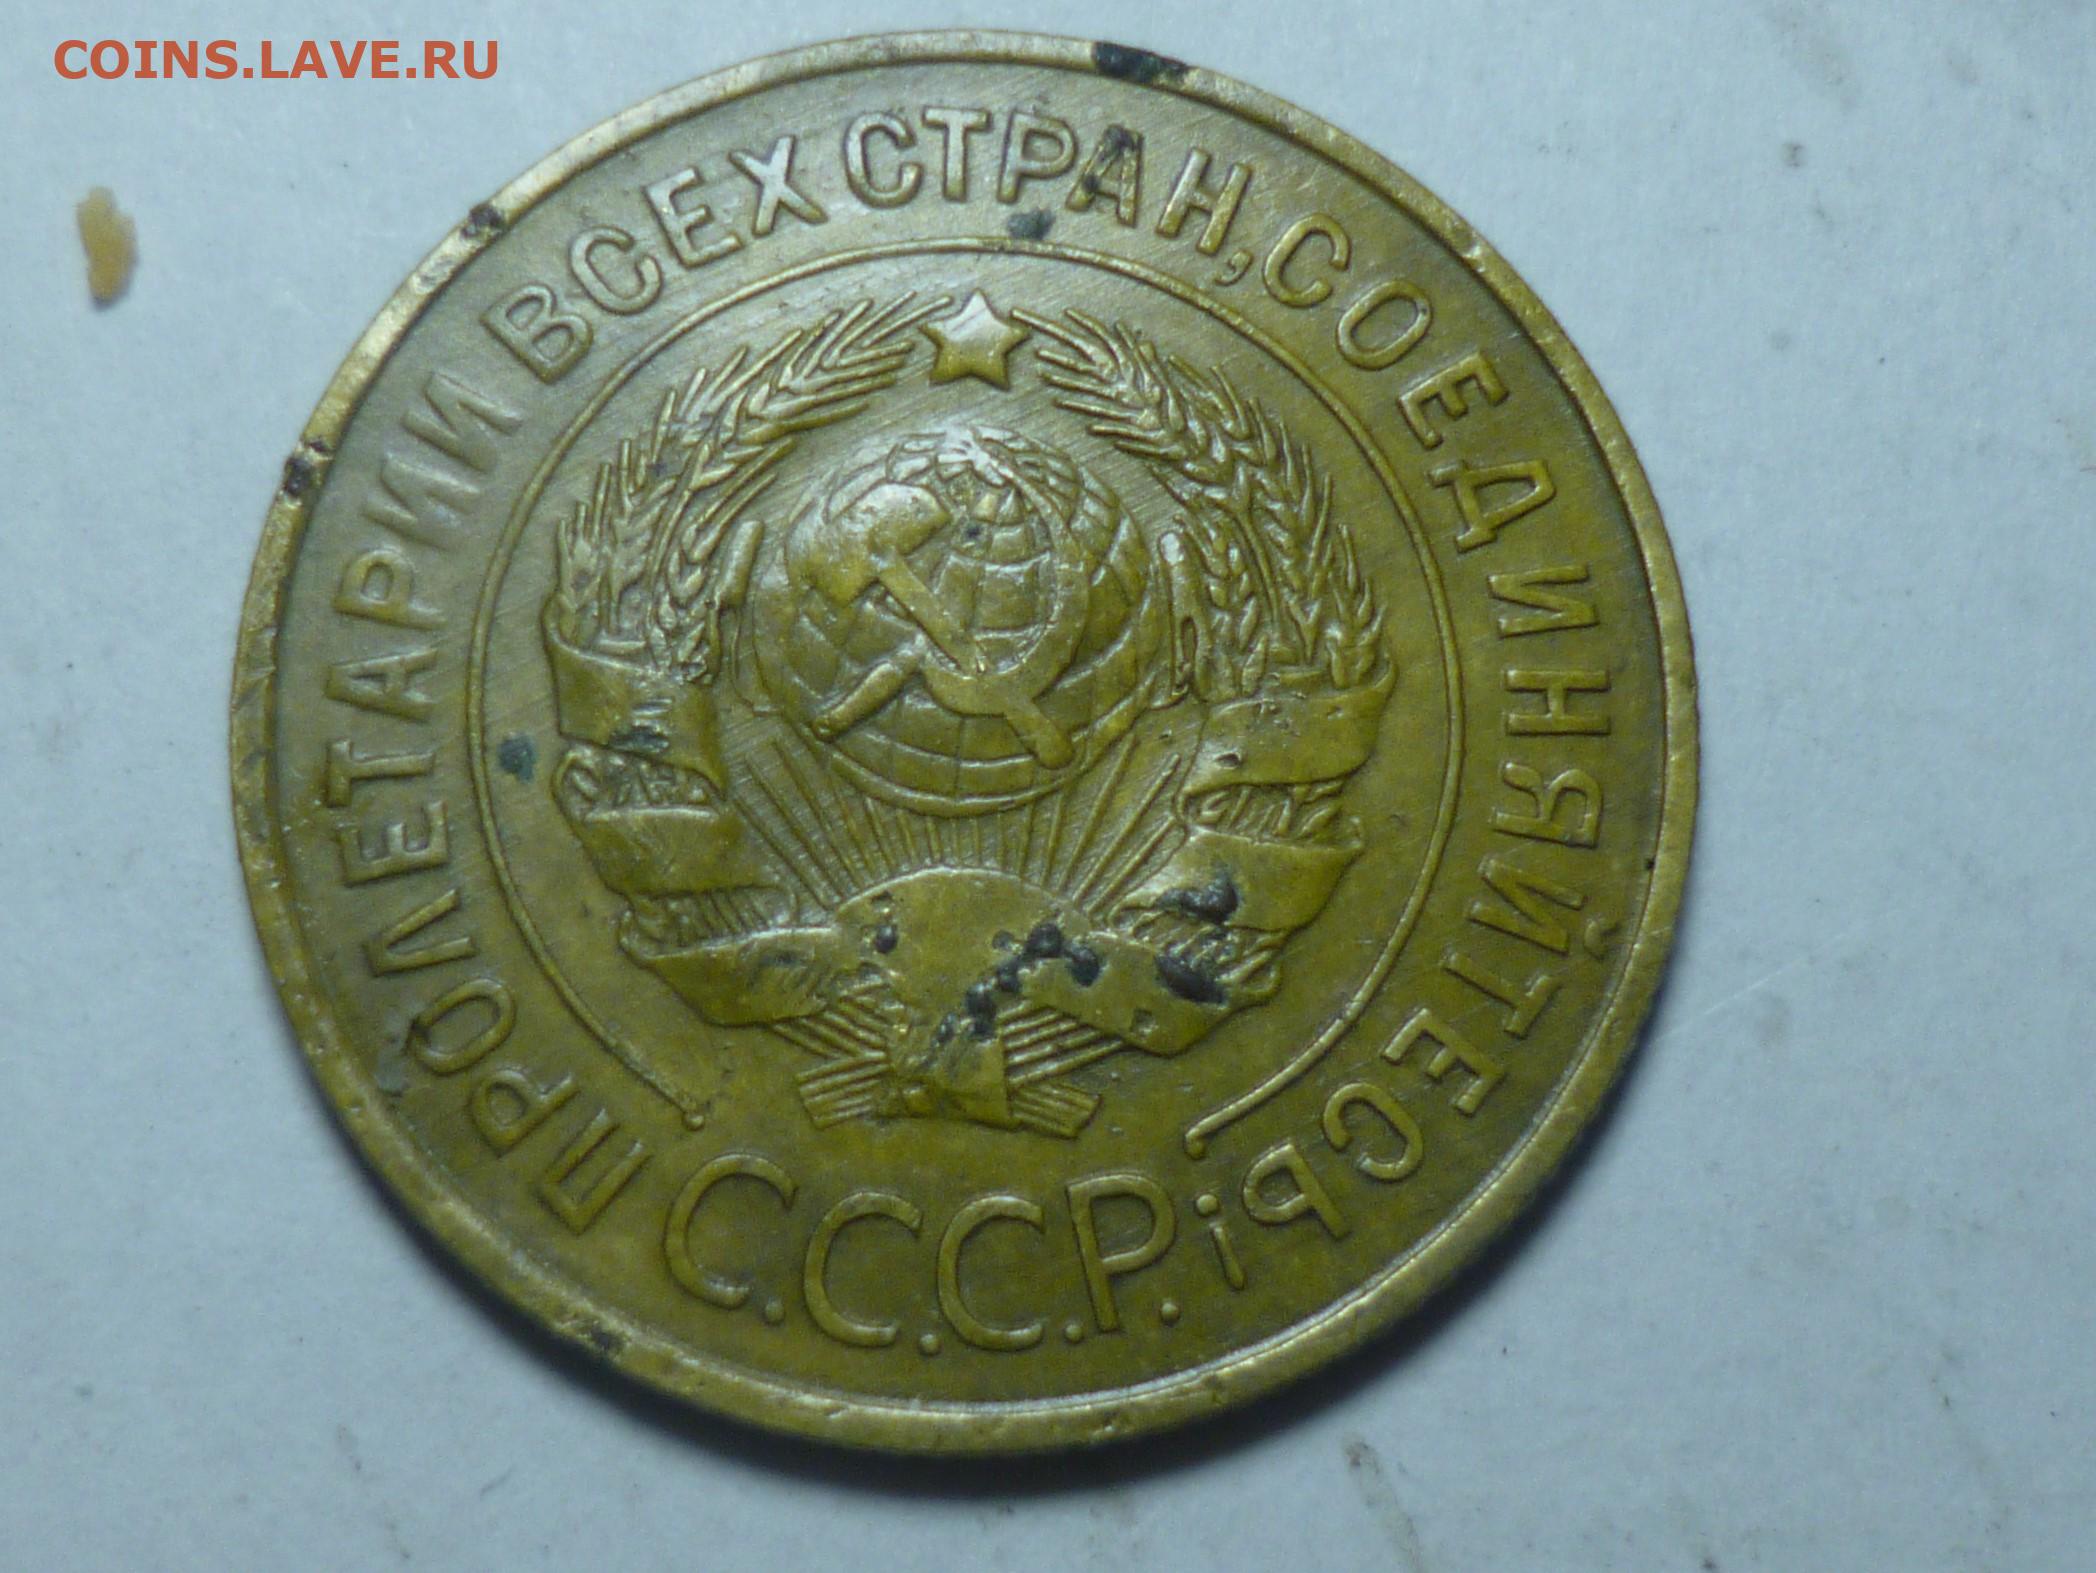 COINS.LAVE.RU
ПРОЛЕТАРИИ ВСЕХ СТРАН, СОЕДИНЯЙТЕСЬ!
С.С.С.Р.